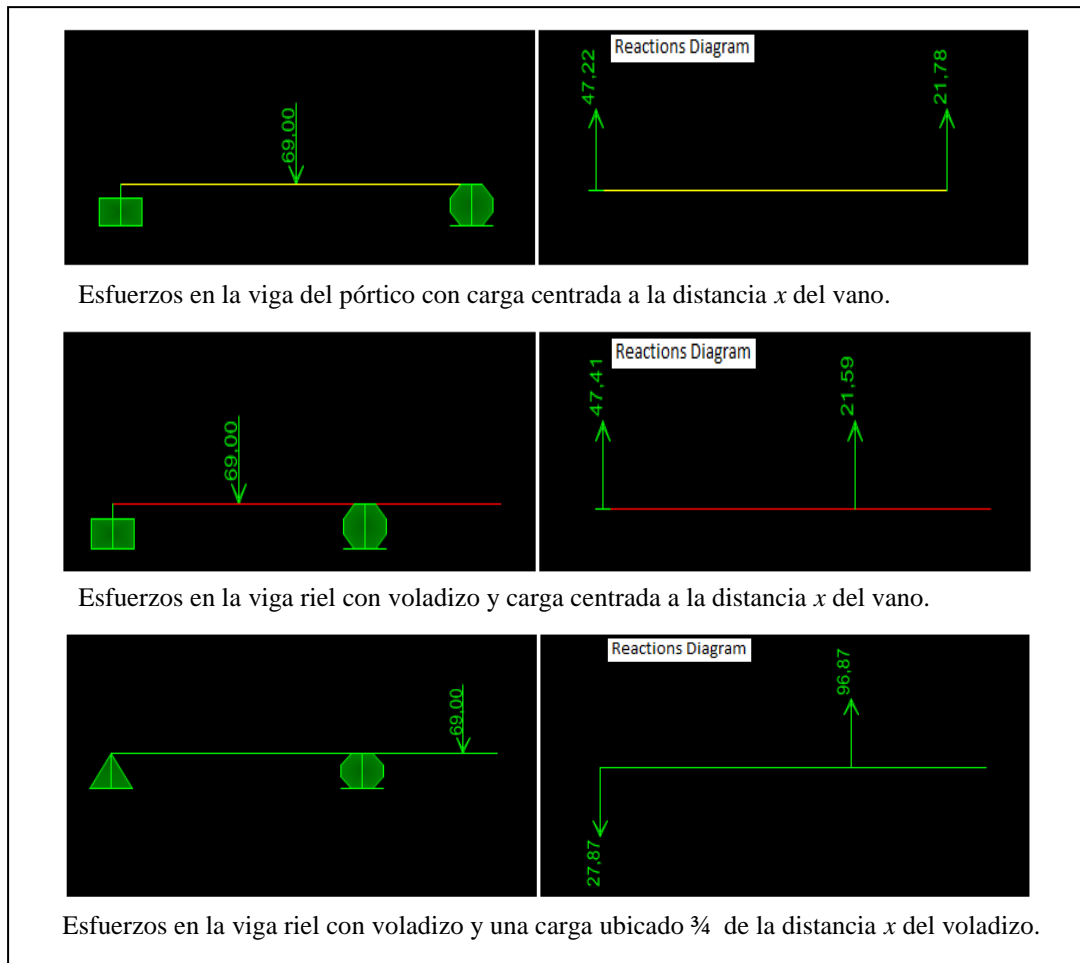 Reactions Diagram
69,00
47,22
21,78
Esfuerzos en la viga del pórtico con carga centrada a la distancia x del vano.
Reactions Diagram
69,00
47,41
21,59
Esfuerzos en la viga riel con voladizo y carga centrada a la distancia x del vano.
Reactions Diagram
69,00
96,87
27,87
Esfuerzos en la viga riel con voladizo y una carga ubicado ¾ de la distancia x del voladizo.